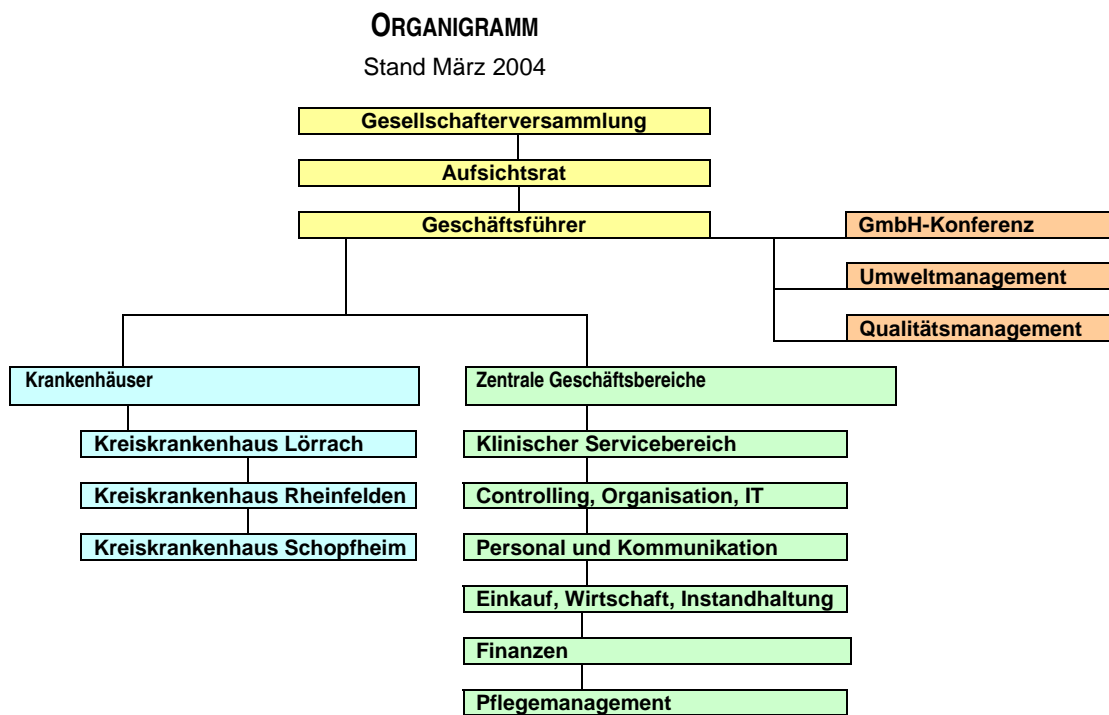 ORGANIGRAMM
Stand März 2004
Gesellschafterversammlung
Aufsichtsrat
Geschäftsführer
GmbH-Konferenz
Umweltmanagement
Qualitätsmanagement
Krankenhäuser
Kreiskrankenhaus Lörrach
Kreiskrankenhaus Rheinfelden
Kreiskrankenhaus Schopfheim
Zentrale Geschäftsbereiche
Klinischer Servicebereich
Controlling, Organisation, IT
Personal und Kommunikation
Einkauf, Wirtschaft, Instandhaltung
Finanzen
Pflegemanagement